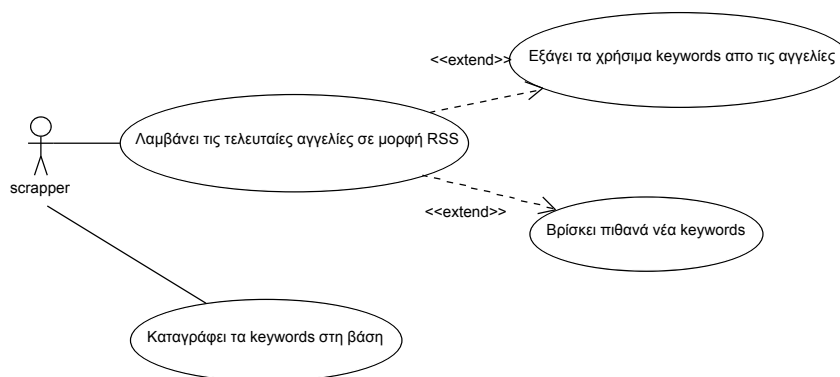 <<extend>>
Εξάγει τα χρήσιμα keywords απο τις αγγελίες
Λαμβάνει τις τελευταίες αγγελίες σε μορφή RSS
scrapper
<<extend>>
Βρίσκει πιθανά νέα keywords
Καταγράφει τα keywords στη βάση